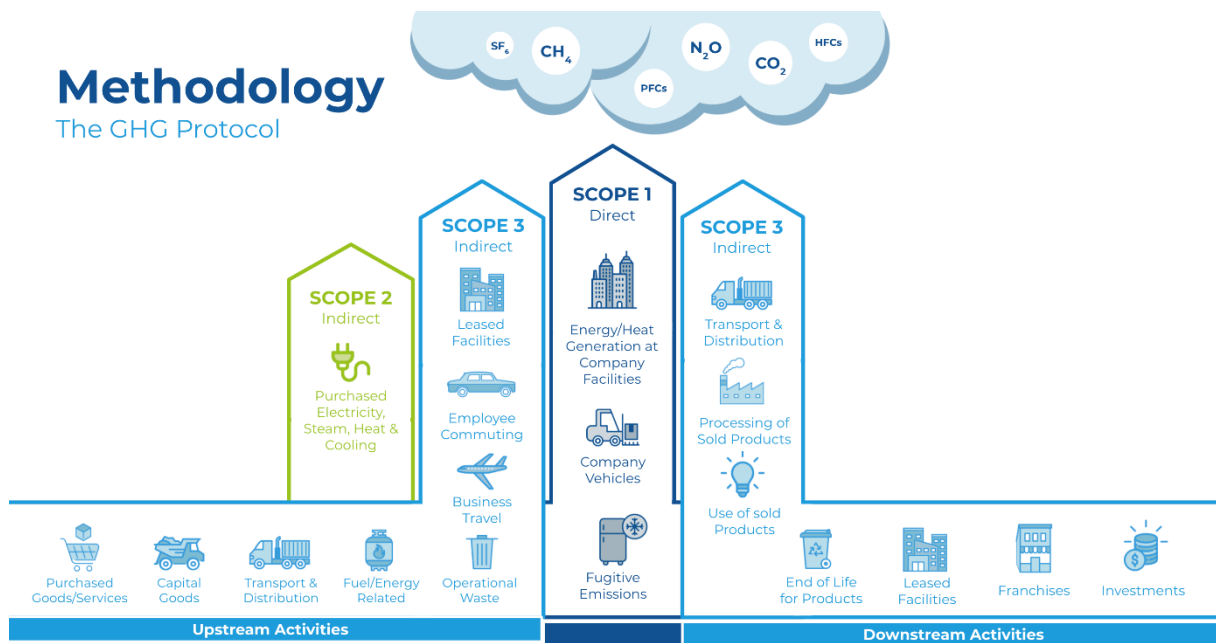 Methodology
The GHG Protocol
SF6
CH4
PFCs
N2O
CO2
HFCs
SCOPE 2
Indirect
Purchased
Electricity,
Steam, Heat &
Cooling
SCOPE 3
Indirect
Leased
Facilities
Employee
Commuting
Business
Travel
SCOPE 1
Direct
Energy/Heat
Generation at
Company
Facilities
Company
Vehicles
Fugitive
Emissions
SCOPE 3
Indirect
Transport &
Distribution
Processing of
Sold Products
Use of sold
Products
Purchased
Goods/Services
Capital
Goods
Transport &
Distribution
Fuel/Energy
Related
Operational
Waste
End of Life
for Products
Leased
Facilities
Franchises
Investments
Upstream Activities
Downstream Activities